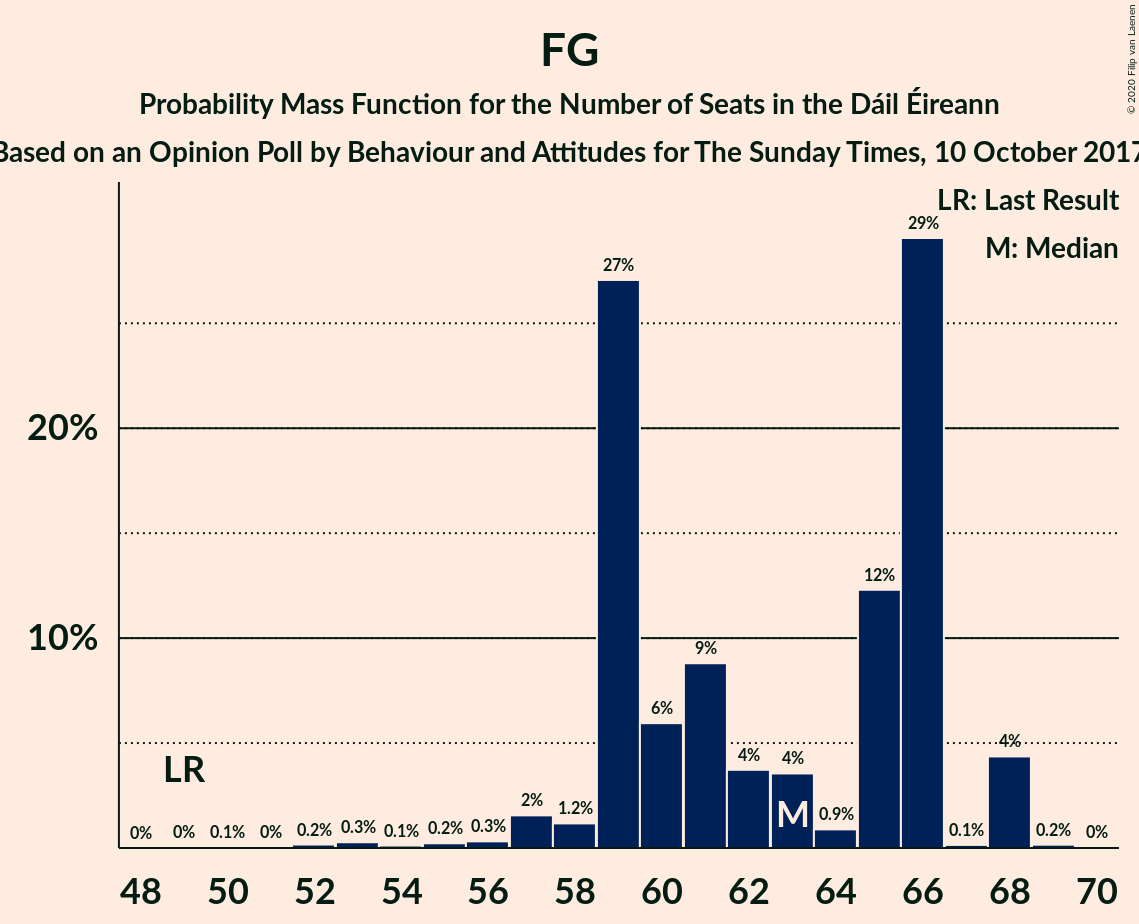 FG
Probability Mass Function for the Number of Seats in the Dáil Éireann
Based on an Opinion Poll by Behaviour and Attitudes for The Sunday Times, 10 October 2017
© 2020 Filip van Laenen
LR: Last Result
M: Median
20%
10%
LR
0% 0% 0.1% 0% 0.2% 0.3% 0.1% 0.2% 0.3% 2% 1.2% 27% 6% 9% 4% 4% 0.9% 12% 29% 0.1% 4% 0.2% 0%
M
48 50 52 54 56 58 60 62 64 66 68 70